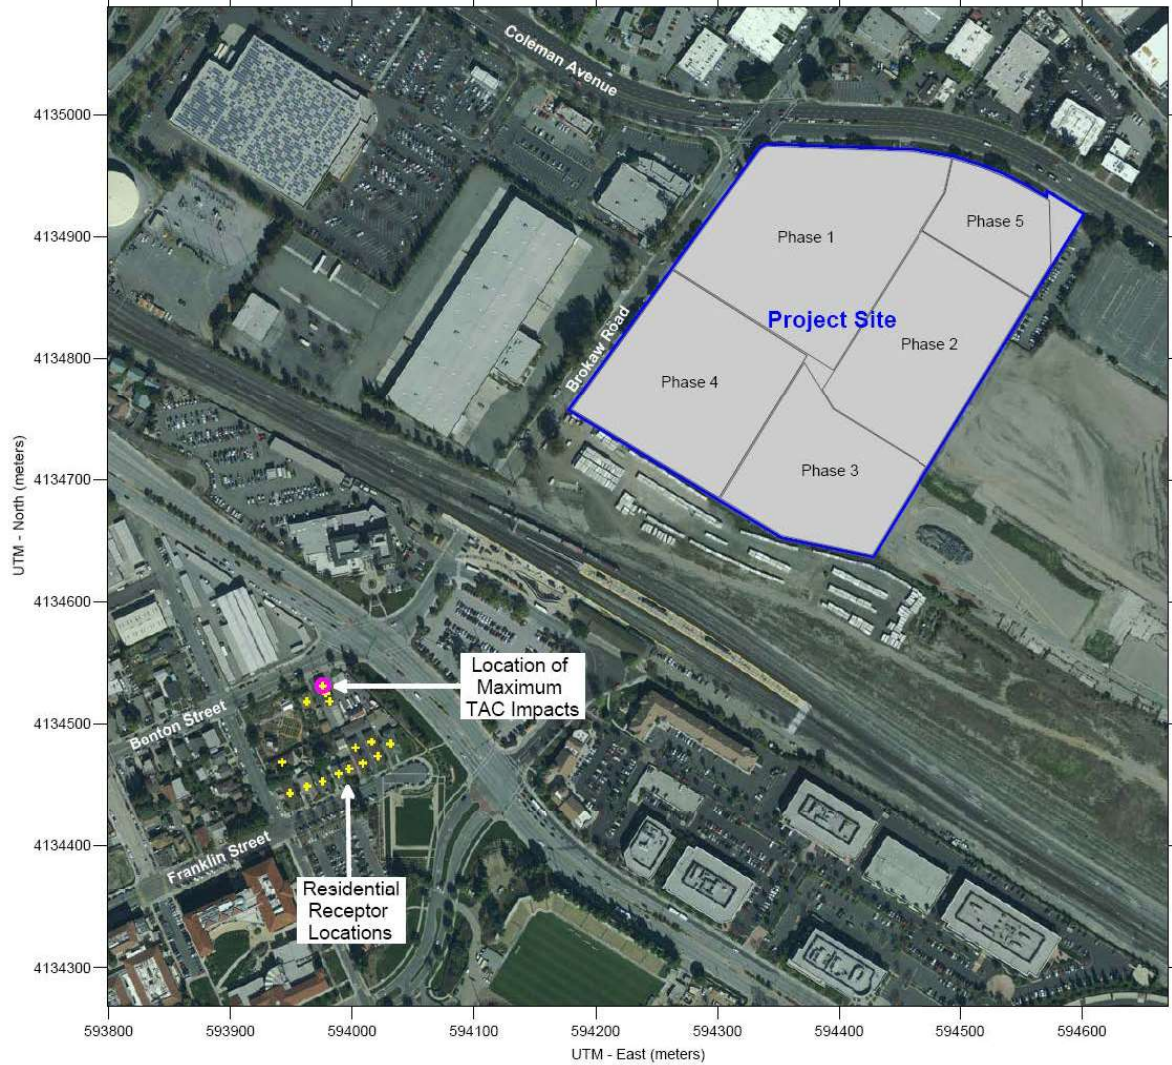 Coleman Avenue
4135000
Phase 5
Phase 1
4134900
Project Site
Brokaw Road
Phase 2
4134800
Phase 4
Phase 3
4134700
UTM - North (meters)
4134600
Location of
Maximum
TAC Impacts
Benton Street
4134500
4134400
Franklin Street
Residential
Receptor
Locations
4134300
593800
593900
594000
594100
594200
594300
594400
594500
594600
UTM - East (meters)